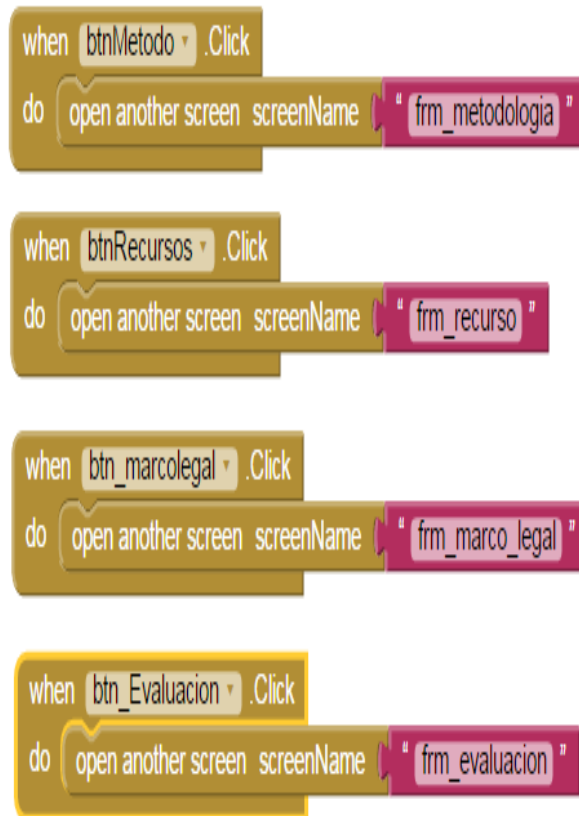 when btnMetodo .Click
do open another screen screenName " frm_metodologia "
when btnRecursos .Click
do open another screen screenName " frm_recurso "
when btn_marcolegal .Click
do open another screen screenName " frm_marco_legal "
when btn_Evaluacion .Click
do open another screen screenName " frm_evaluacion "